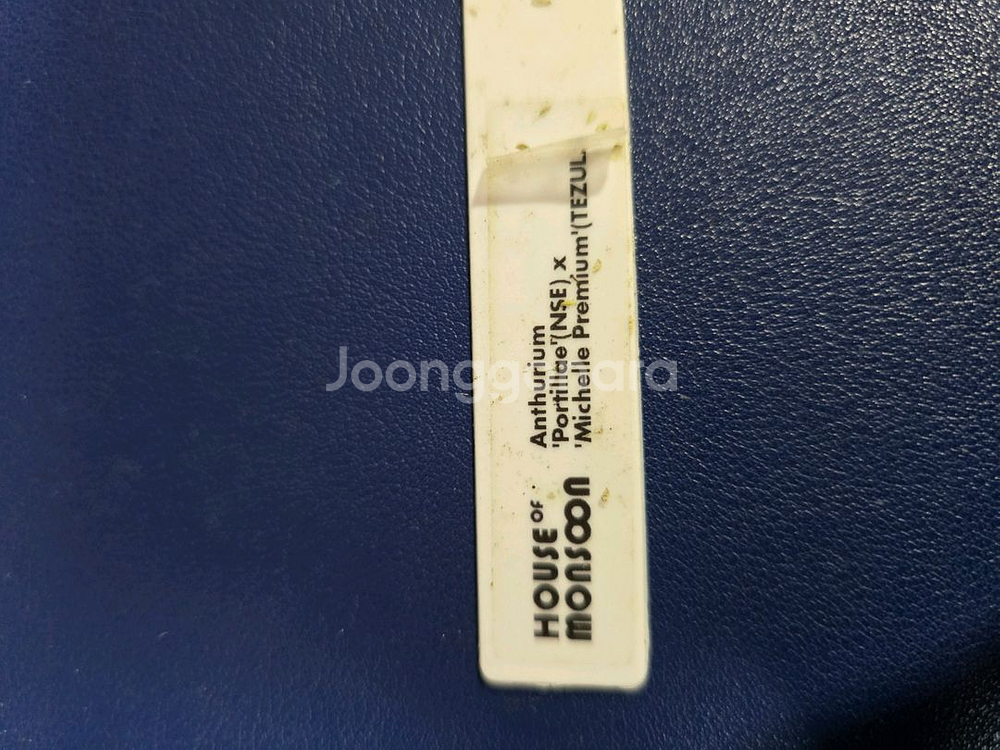 HOUSE OF
MONSOON
Anthurium
'Portillae'(NSE) x
'Michelle Premium'(TEZUL.
Joonggonara